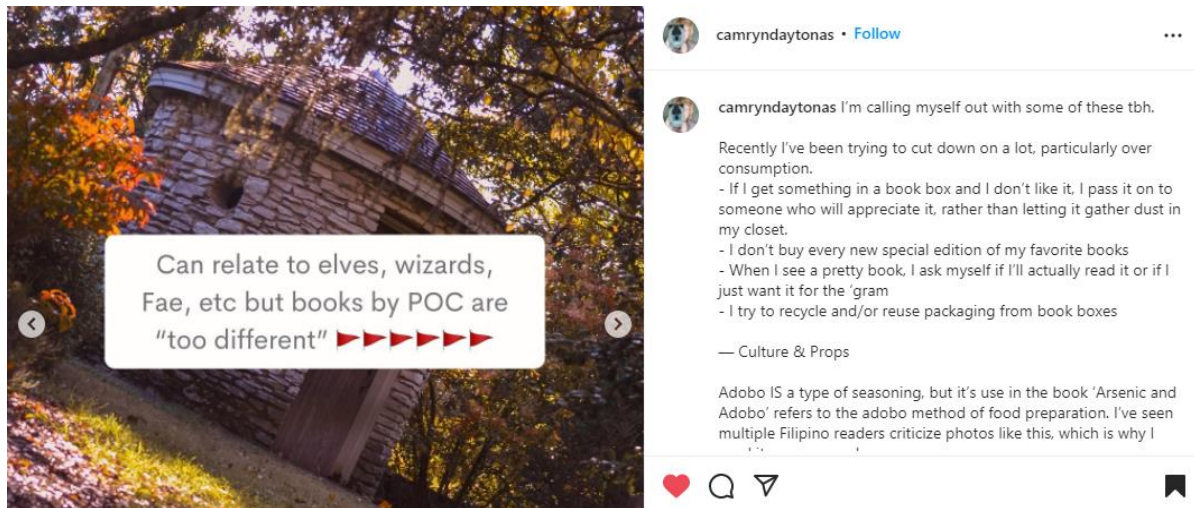 Can relate to elves, wizards,
Fae, etc but books by POC are
“too different” 🚩🚩🚩🚩🚩🚩
camryndaytonas • Follow
camryndaytonas I’m calling myself out with some of these tbh.
Recently I’ve been trying to cut down on a lot, particularly over
consumption.
- If I get something in a book box and I don’t like it, I pass it on to
someone who will appreciate it, rather than letting it gather dust in
my closet.
- I don’t buy every new special edition of my favorite books
- When I see a pretty book, I ask myself if I’ll actually read it or if I
just want it for the ‘gram
- I try to recycle and/or reuse packaging from book boxes
— Culture & Props
Adobo IS a type of seasoning, but it’s use in the book ‘Arsenic and
Adobo’ refers to the adobo method of food preparation. I’ve seen
multiple Filipino readers criticize photos like this, which is why I